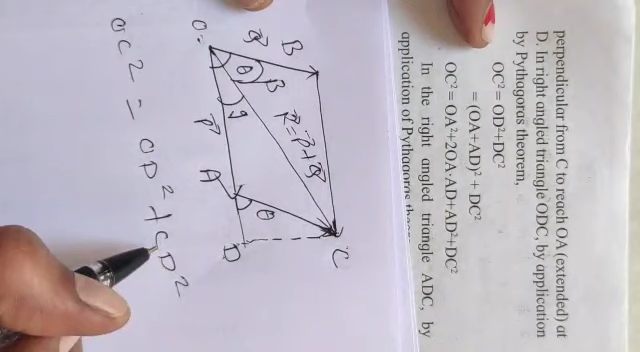 perpendicular from C to reach OA (extended) at
D. In right angled triangle ODC, by application
by Pythagoras theorem,
OC²= OD²+DC²
= (OA+AD)² + DC²
OC² = OA²+2OA·AD+AD²+DC²
In the right angled triangle ADC, by
application of Pythagoras
B
Q
O
θ
B
R=P+Q
P
A
θ
D
C
OC2 = OD2+CD2